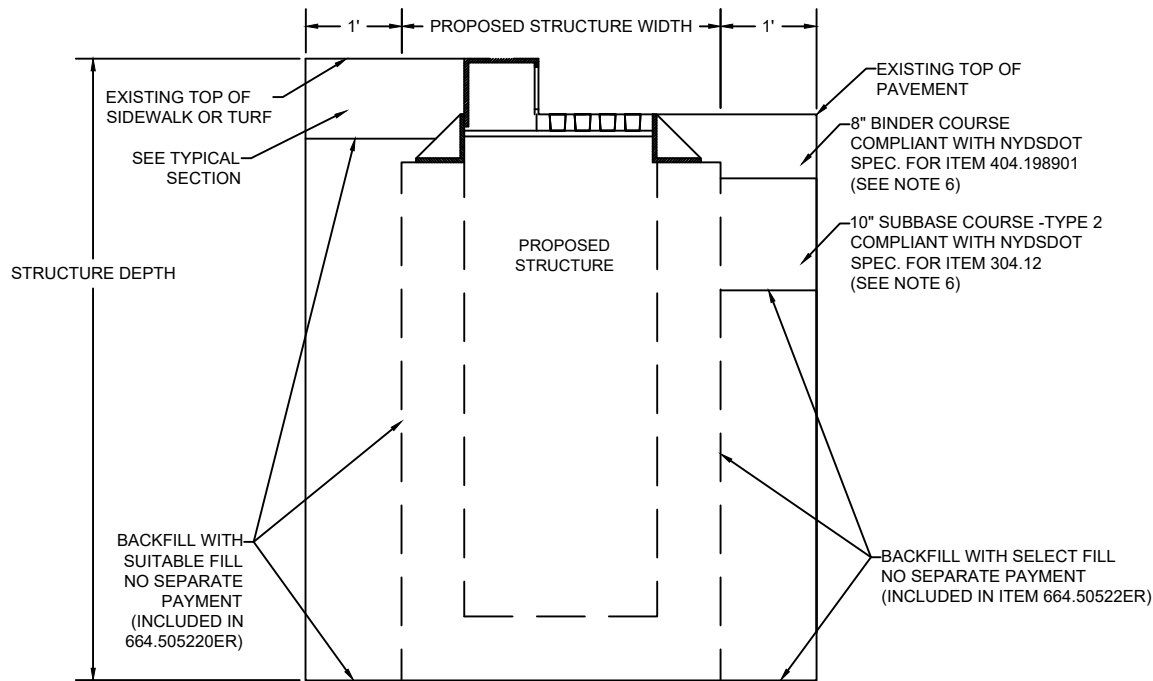 1' PROPOSED STRUCTURE WIDTH 1'
EXISTING TOP OF
SIDEWALK OR TURF
SEE TYPICAL
SECTION
STRUCTURE DEPTH
PROPOSED
STRUCTURE
EXISTING TOP OF
PAVEMENT
8" BINDER COURSE
COMPLIANT WITH NYDSDOT
SPEC. FOR ITEM 404.198901
(SEE NOTE 6)
10" SUBBASE COURSE -TYPE 2
COMPLIANT WITH NYDSDOT
SPEC. FOR ITEM 304.12
(SEE NOTE 6)
BACKFILL WITH
SUITABLE FILL
NO SEPARATE
PAYMENT
(INCLUDED IN
664.505220ER)
BACKFILL WITH SELECT FILL
NO SEPARATE PAYMENT
(INCLUDED IN ITEM 664.50522ER)